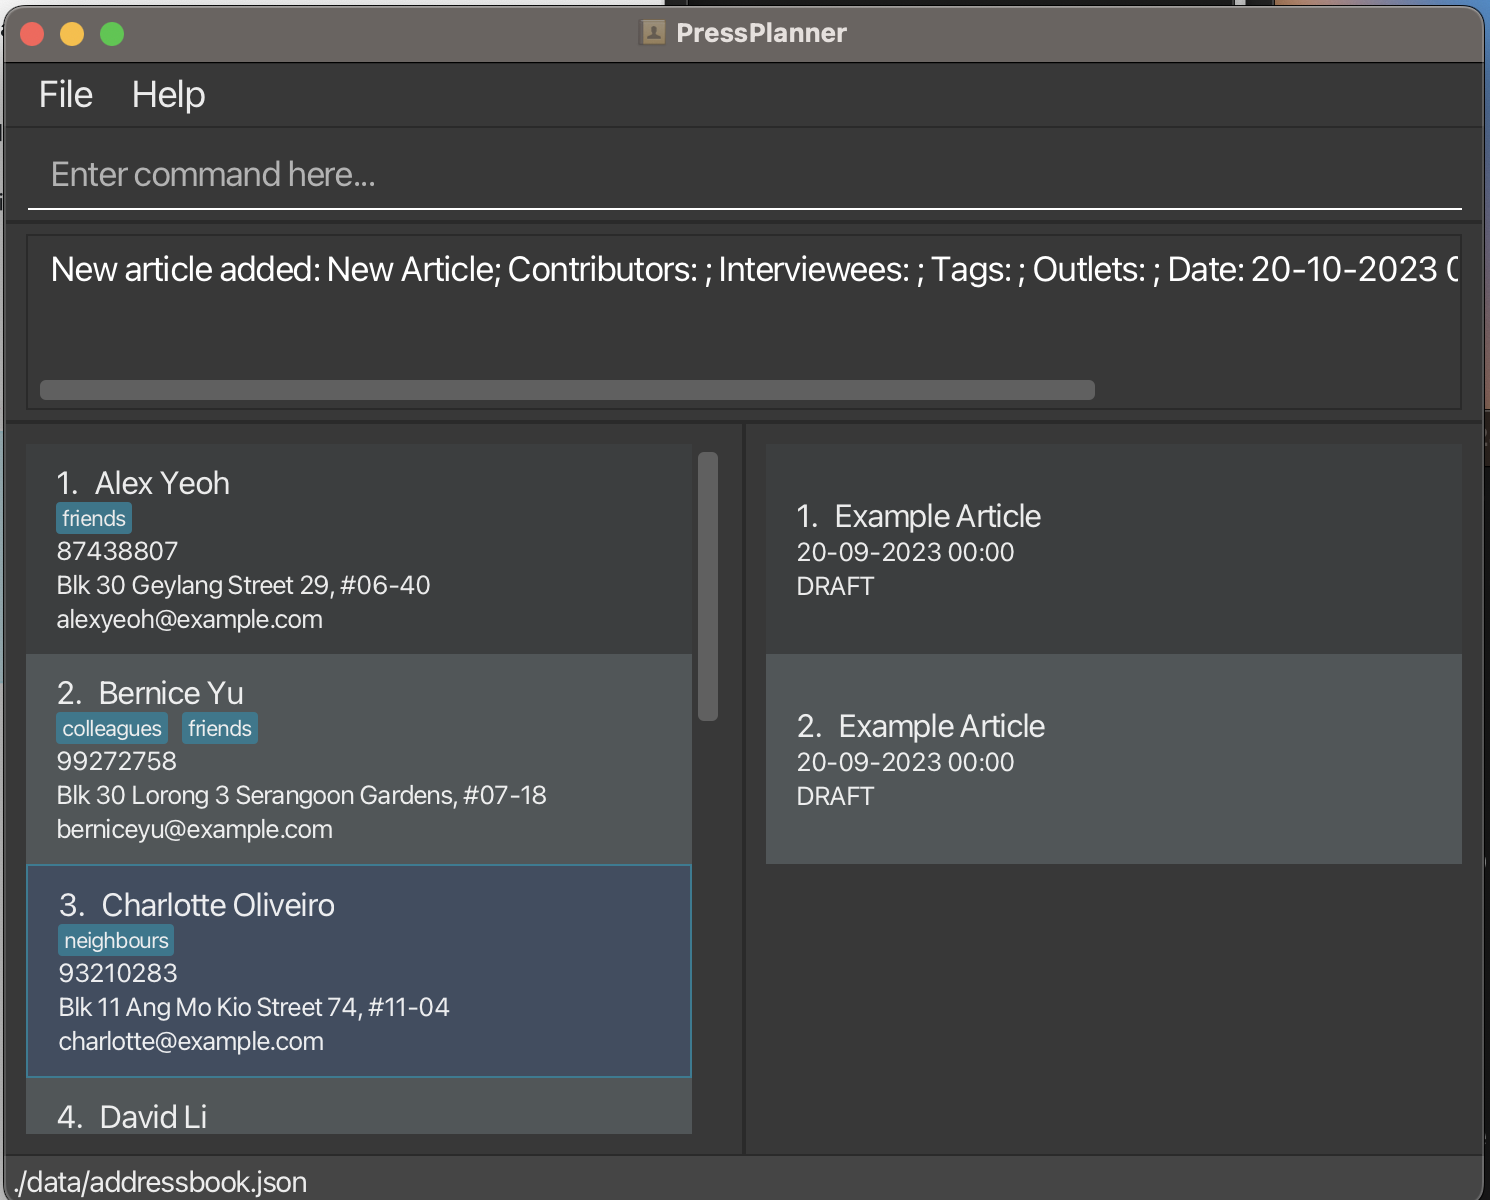 PressPlanner
File Help
Enter command here...
New article added: New Article; Contributors: ; Interviewees: ; Tags: ; Outlets: ; Date: 20-10-2023
1. Alex Yeoh
friends
87438807
Blk 30 Geylang Street 29, #06-40
alexyeoh@example.com
2. Bernice Yu
colleagues friends
99272758
Blk 30 Lorong 3 Serangoon Gardens, #07-18
berniceyu@example.com
3. Charlotte Oliveiro
neighbours
93210283
Blk 11 Ang Mo Kio Street 74, #11-04
charlotte@example.com
4. David Li
1. Example Article
20-09-2023 00:00
DRAFT
2. Example Article
20-09-2023 00:00
DRAFT
./data/addressbook.json